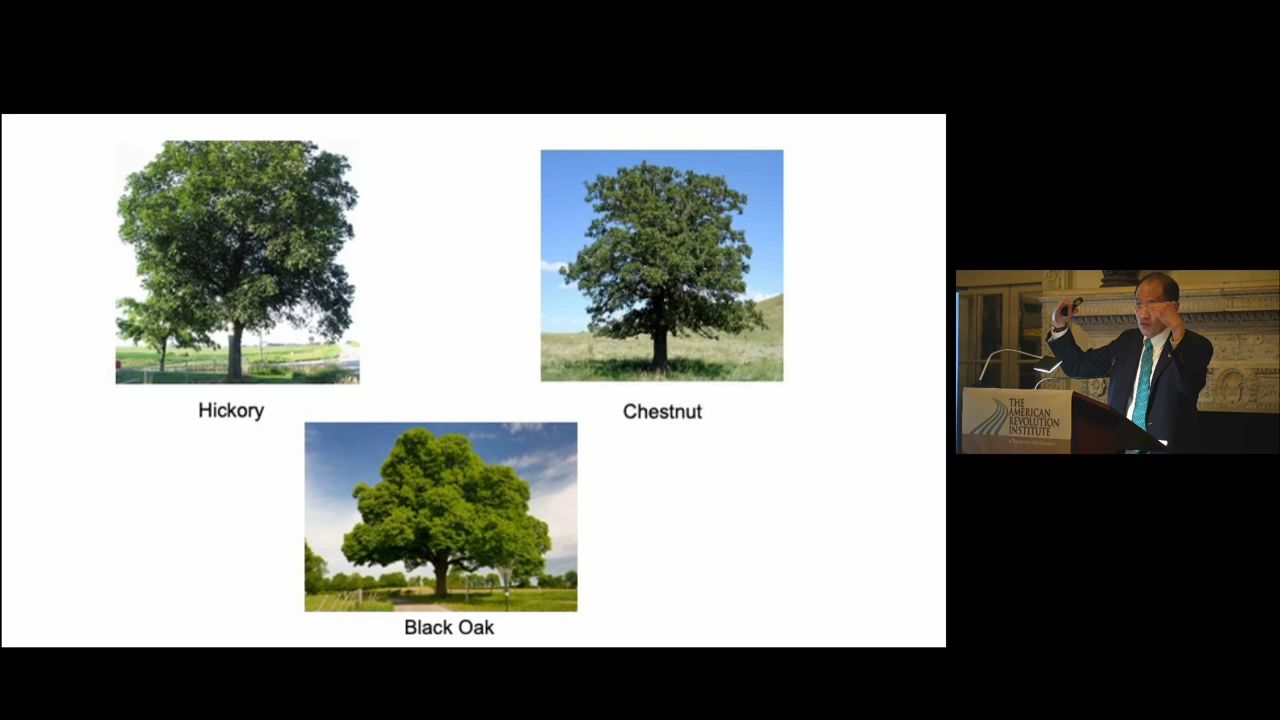 Hickory
Chestnut
Black Oak
THE
AMERICAN
REVOLUTION
INSTITUTE